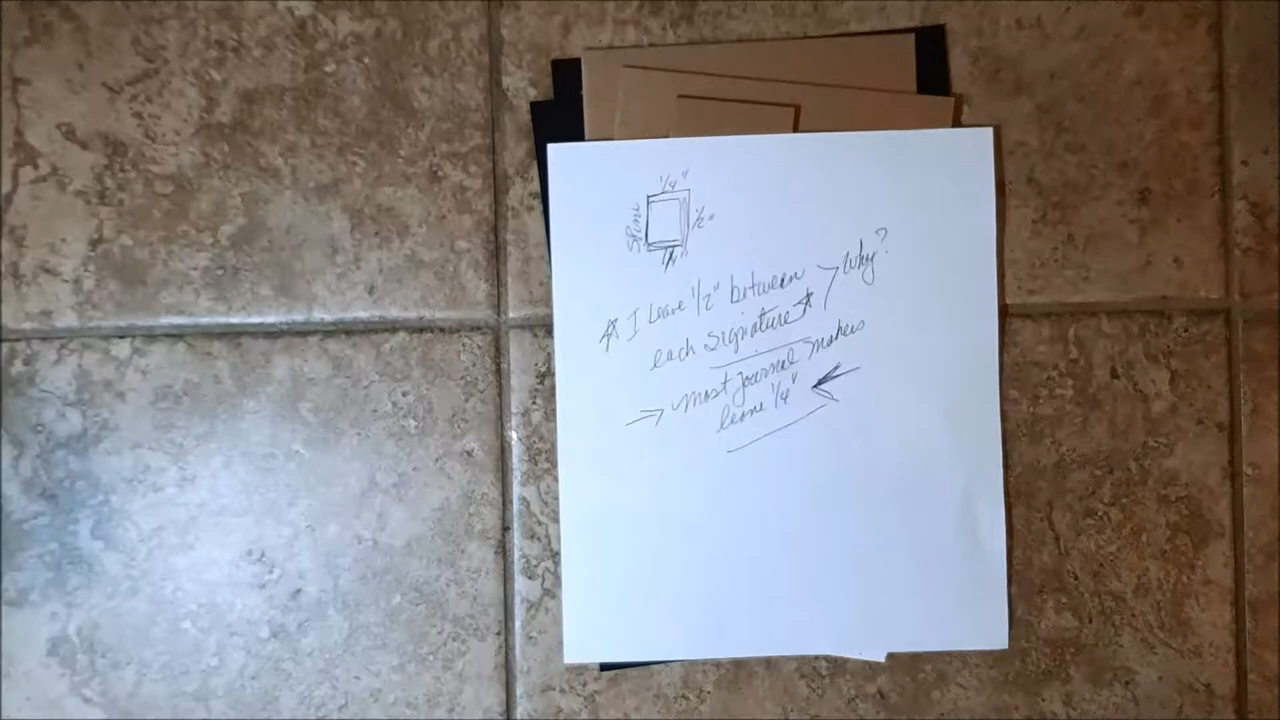 1/4"
Spine
1/2"
1/4"
☆ I Leave 1/2" between
each signature ☆ > Why?
→ most journal makers
leave 1/4" ←